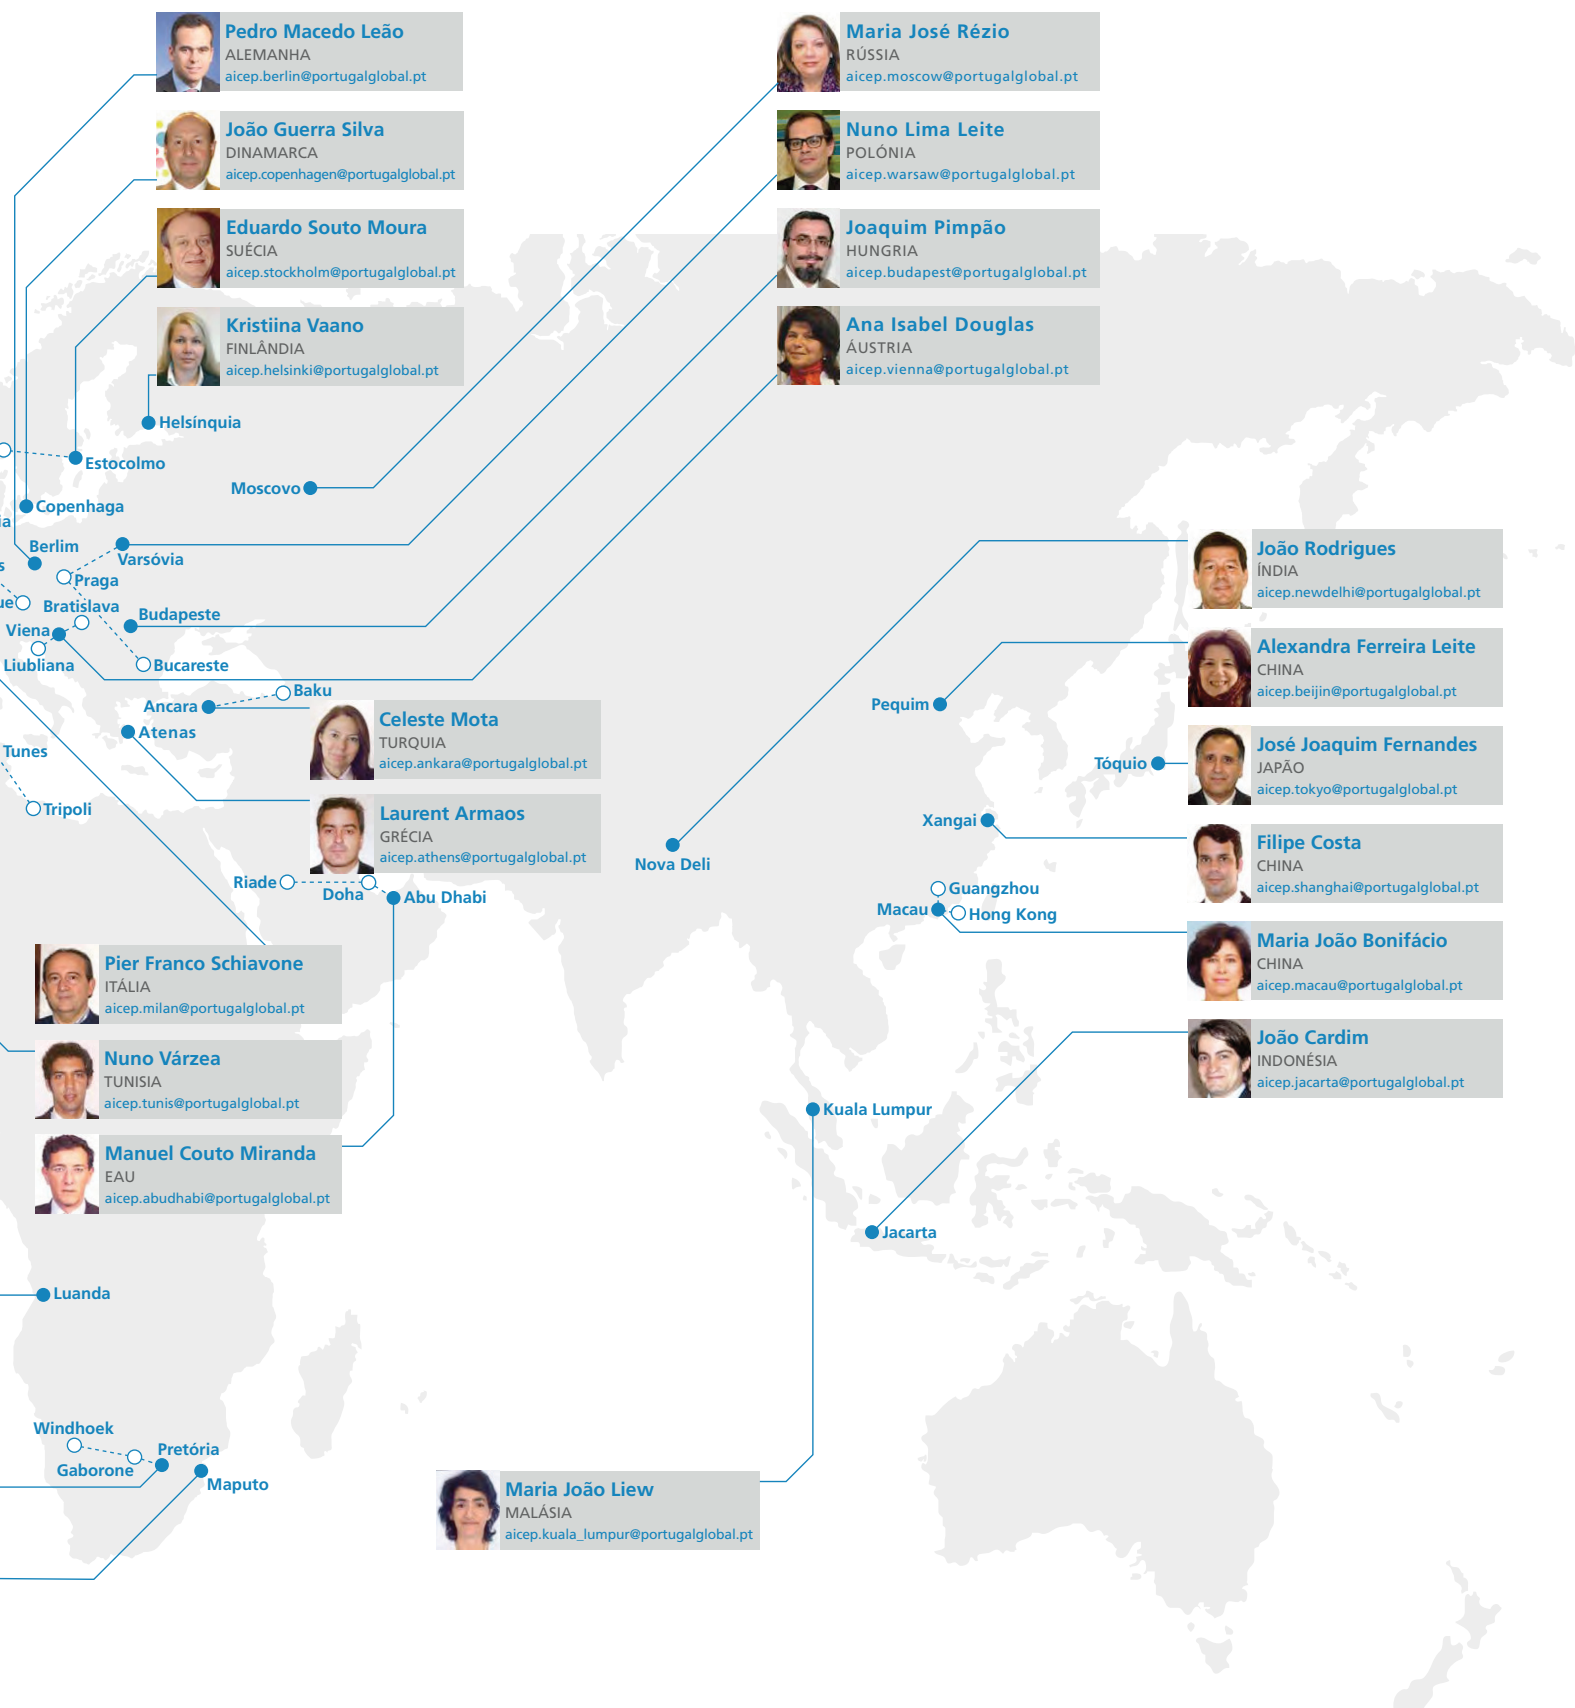 Pedro Macedo Leão
ALEMANHA
aicep.berlin@portugalglobal.pt
João Guerra Silva
DINAMARCA
aicep.copenhagen@portugalglobal.pt
Eduardo Souto Moura
SUÉCIA
aicep.stockholm@portugalglobal.pt
Kristiina Vaano
FINLÂNDIA
aicep.helsinki@portugalglobal.pt
Maria José Rézio
RÚSSIA
aicep.moscow@portugalglobal.pt
Nuno Lima Leite
POLÓNIA
aicep.warsaw@portugalglobal.pt
Joaquim Pimpão
HUNGRIA
aicep.budapest@portugalglobal.pt
Ana Isabel Douglas
ÁUSTRIA
aicep.vienna@portugalglobal.pt
Helsínquia
Estocolmo
Moscovo
Copenhaga
ia
Berlim
Varsóvia
s
Praga
ue
Bratislava
Budapeste
Viena
Liubliana
Bucareste
Baku
Ancara
Atenas
Tunes
Tripoli
Celeste Mota
TURQUIA
aicep.ankara@portugalglobal.pt
Laurent Armaos
GRÉCIA
aicep.athens@portugalglobal.pt
Riade
Doha
Abu Dhabi
Pier Franco Schiavone
ITÁLIA
aicep.milan@portugalglobal.pt
Nuno Várzea
TUNISIA
aicep.tunis@portugalglobal.pt
Manuel Couto Miranda
EAU
aicep.abudhabi@portugalglobal.pt
João Rodrigues
ÍNDIA
aicep.newdelhi@portugalglobal.pt
Alexandra Ferreira Leite
CHINA
aicep.beijin@portugalglobal.pt
José Joaquim Fernandes
JAPÃO
aicep.tokyo@portugalglobal.pt
Filipe Costa
CHINA
aicep.shanghai@portugalglobal.pt
Maria João Bonifácio
CHINA
aicep.macau@portugalglobal.pt
João Cardim
INDONÉSIA
aicep.jacarta@portugalglobal.pt
Pequim
Tóquio
Xangai
Nova Deli
Guangzhou
Macau
Hong Kong
Kuala Lumpur
Jacarta
Luanda
Windhoek
Gaborone
Pretória
Maputo
Maria João Liew
MALÁSIA
aicep.kuala_lumpur@portugalglobal.pt